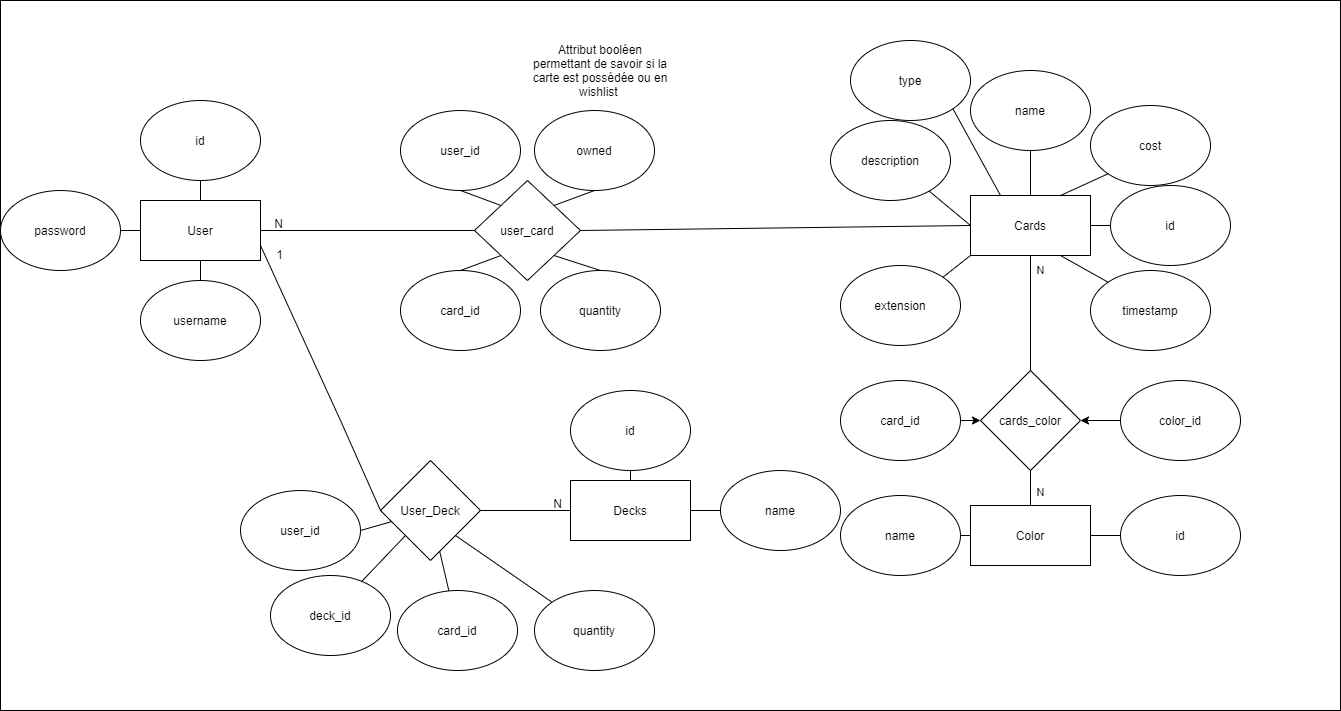 Attribut booléen
permettant de savoir si la
carte est possédée ou en
wishlist
type
name
id
user_id
owned
description
cost
password
User
N
user_card
Cards
id
1
username
card_id
quantity
extension
N
timestamp
id
card_id
cards_color
color_id
User_Deck
N
Decks
name
N
user_id
name
Color
id
deck_id
card_id
quantity